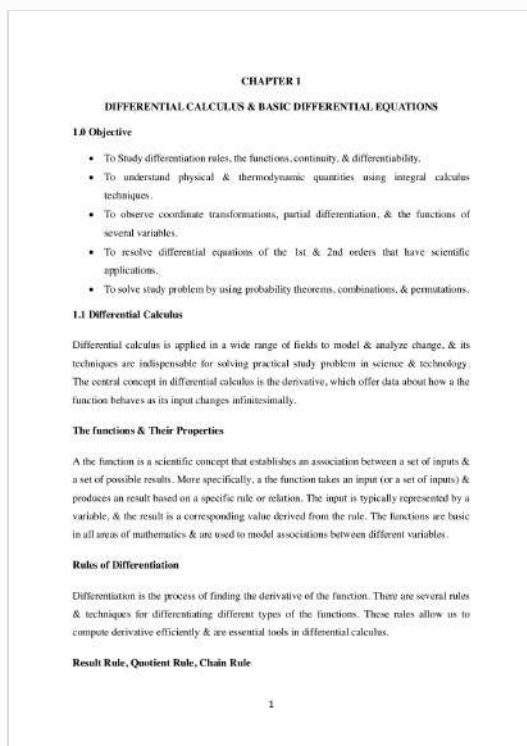 CHAPTER 1
DIFFERENTIAL CALCULUS & BASIC DIFFERENTIAL EQUATIONS
1.0 Objective
• To Study differentiation rules, the functions, continuity, & differentiability.
• To understand physical & thermodynamic quantities using integral calculus
techniques.
• To observe coordinate transformations, partial differentiation, & the functions of
several variables.
• To resolve differential equations of the 1st & 2nd orders that have scientific
applications.
• To solve study problem by using probability theorems, combinations, & permutations.
1.1 Differential Calculus
Differential calculus is applied in a wide range of fields to model & analyze change, & its
techniques are indispensable for solving practical study problem in science & technology.
The central concept in differential calculus is the derivative, which offer data about how a the
function behaves as its input changes infinitesimally.
The functions & Their Properties
A the function is a scientific concept that establishes an association between a set of inputs &
a set of possible results. More specifically, a the function takes an input (or a set of inputs) &
produces an result based on a specific rule or relation. The input is typically represented by a
variable, & the result is a corresponding value derived from the rule. The functions are basic
in all areas of mathematics & are used to model associations between different variables.
Rules of Differentiation
Differentiation is the process of finding the derivative of the function. There are several rules
& techniques for differentiating different types of the functions. These rules allow us to
compute derivative efficiently & are essential tools in differential calculus.
Result Rule, Quotient Rule, Chain Rule
1